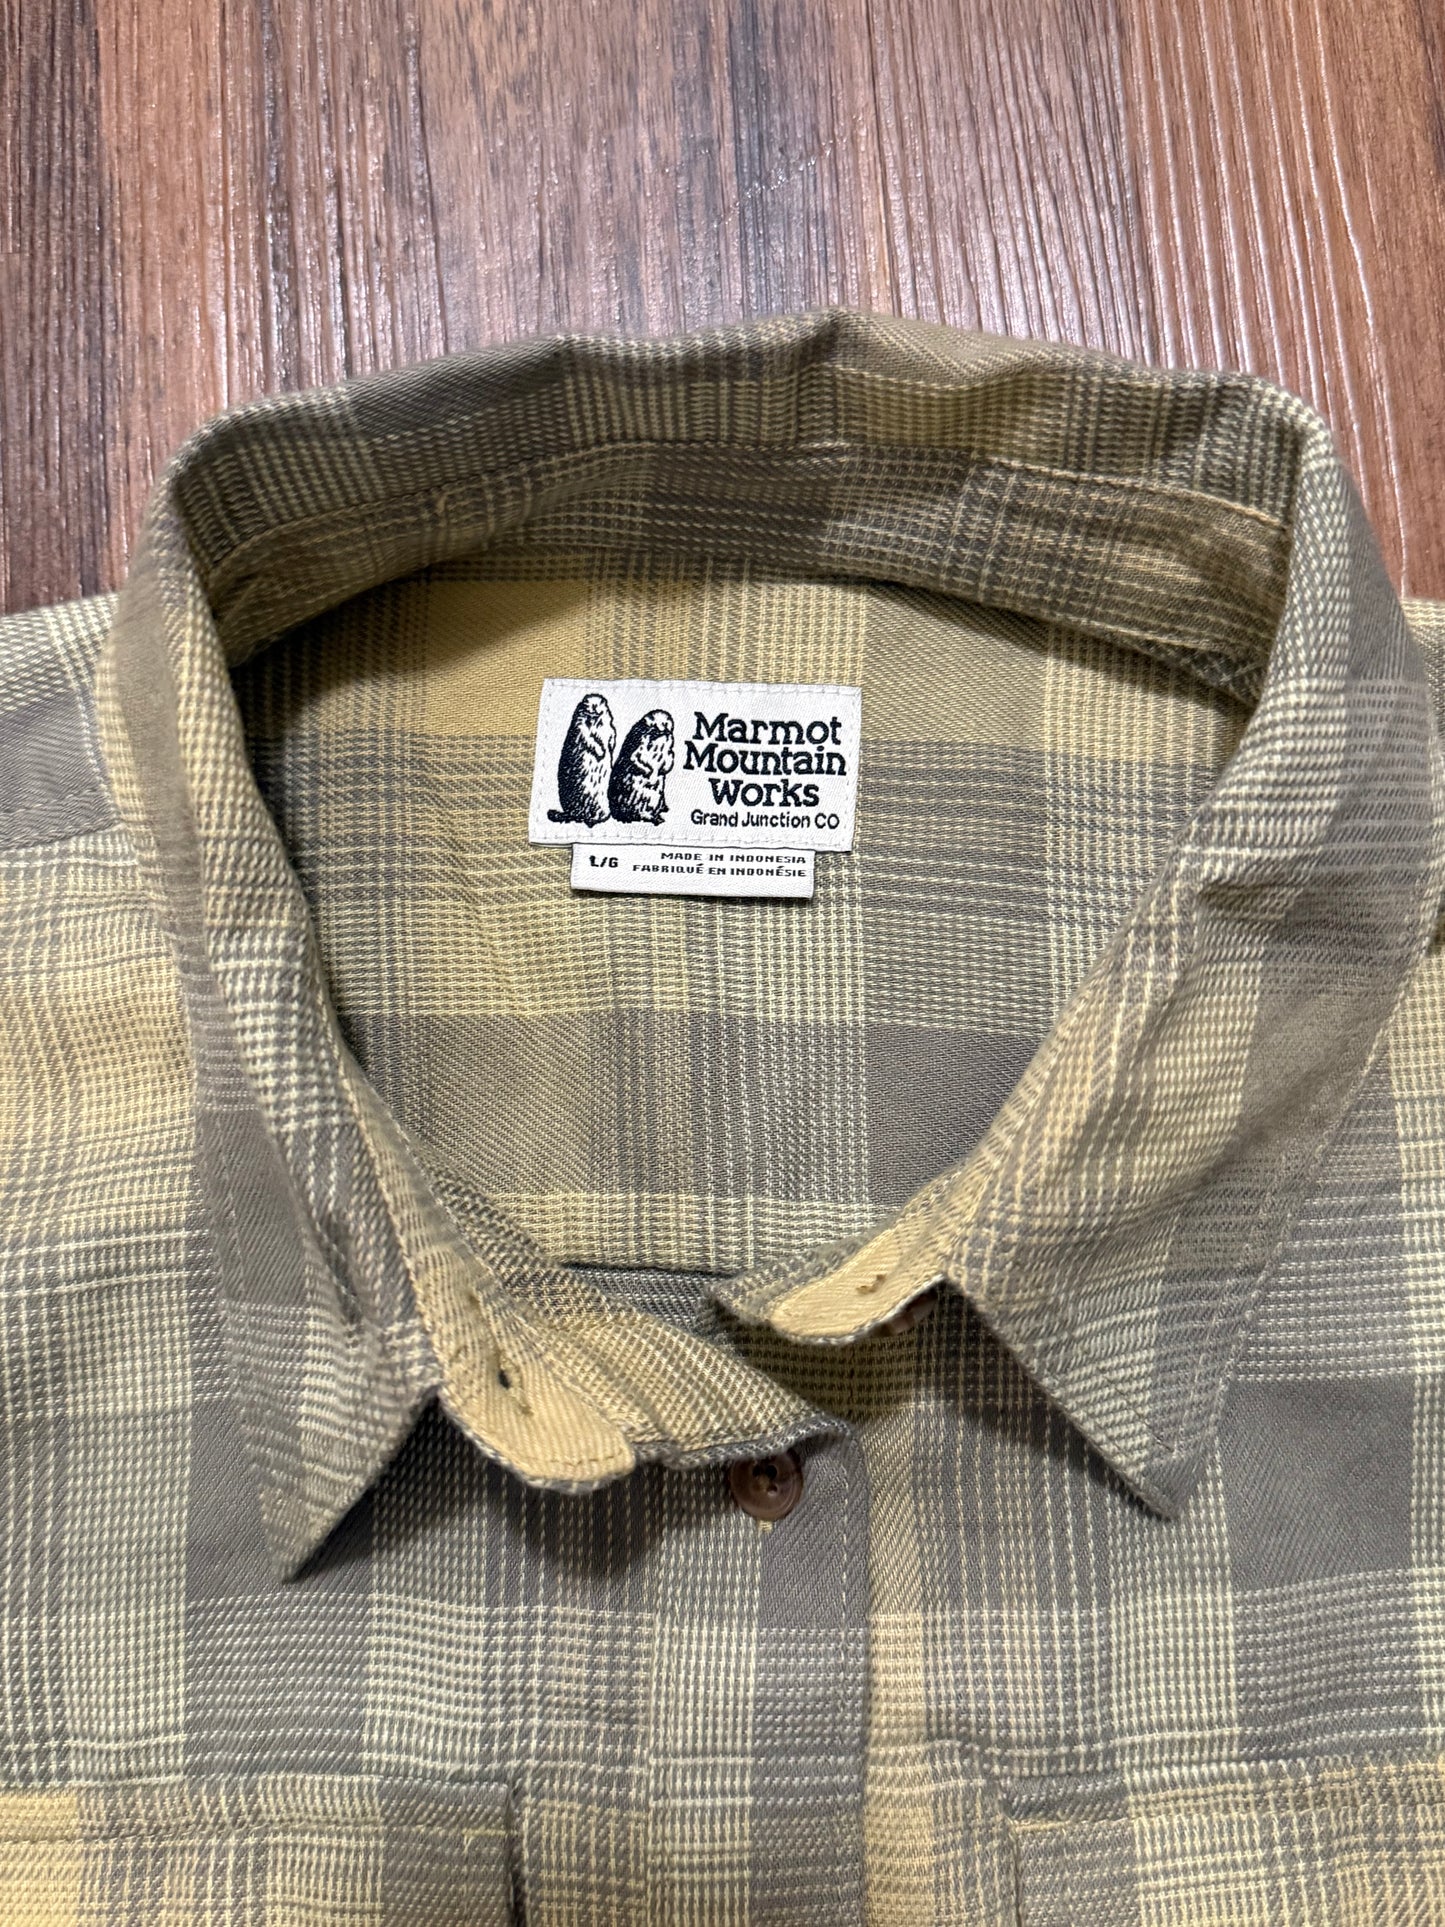 Marmot
Mountain
Works
Grand Junction CO
L/G
MADE IN INDONESIA
FABRIQUÉ EN INDONÉSIE